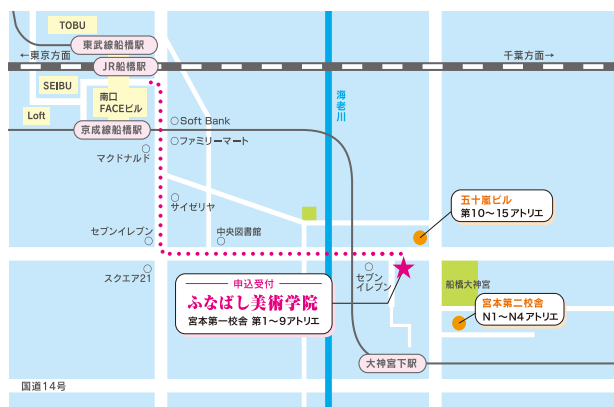 TOBU
東武線船橋駅
←東京方面
千葉方面→
JR船橋駅
SEIBU
南口
FACEビル
海老川
Loft
Soft Bank
京成線船橋駅
ファミリーマート
マクドナルド
サイゼリヤ
五十嵐ビル
第10〜15アトリエ
セブンイレブン
中央図書館
スクエア21
申込受付
ふなばし美術学院
宮本第一校舎 第1〜9アトリエ
セブン
イレブン
船橋大神宮
宮本第二校舎
N1〜N4アトリエ
大神宮下駅
国道14号